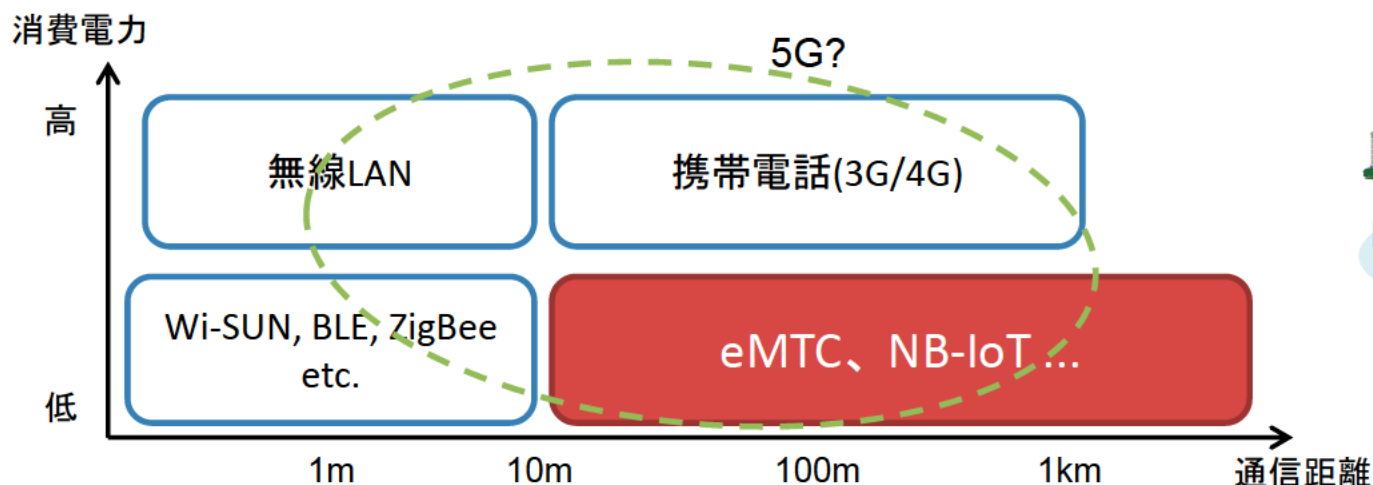 消費電力
5G?
高
無線LAN
携帯電話(3G/4G)
Wi-SUN, BLE, ZigBee
etc.
eMTC、NB-IoT ...
低
1m
10m
100m
1km
通信距離